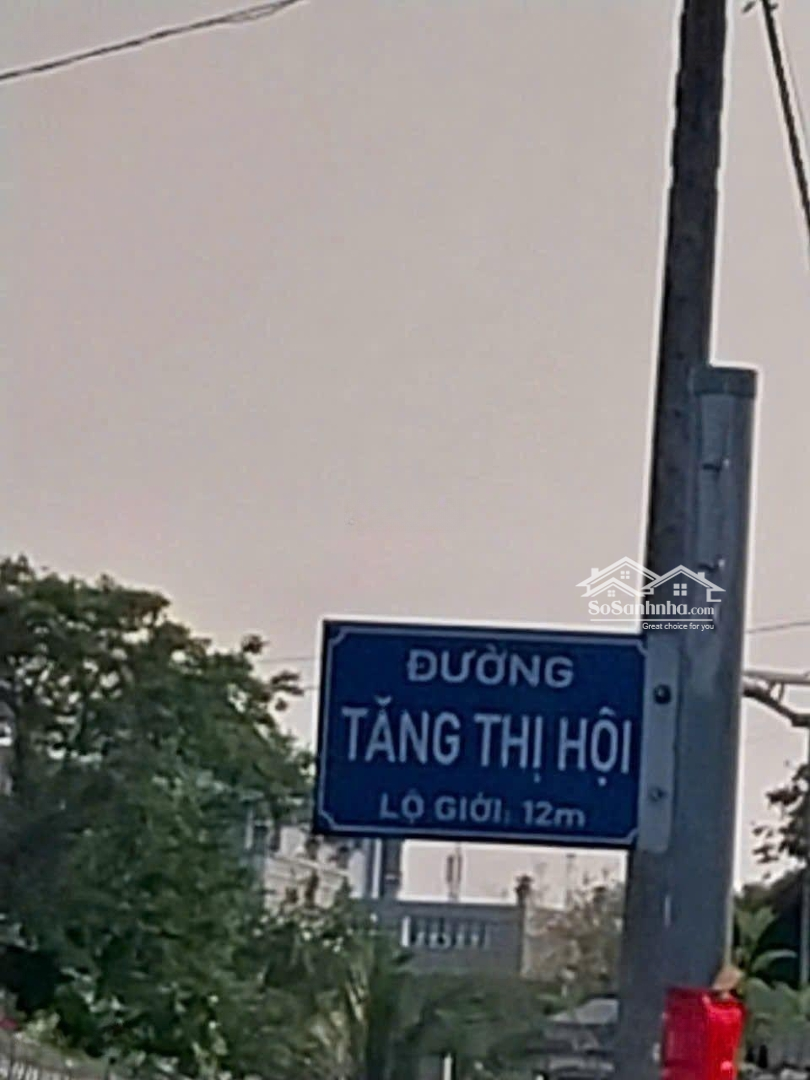 SoSanhnha.com
Great choice for you
ĐƯỜNG
TĂNG THỊ HỘI
LỘ GIỚI: 12m